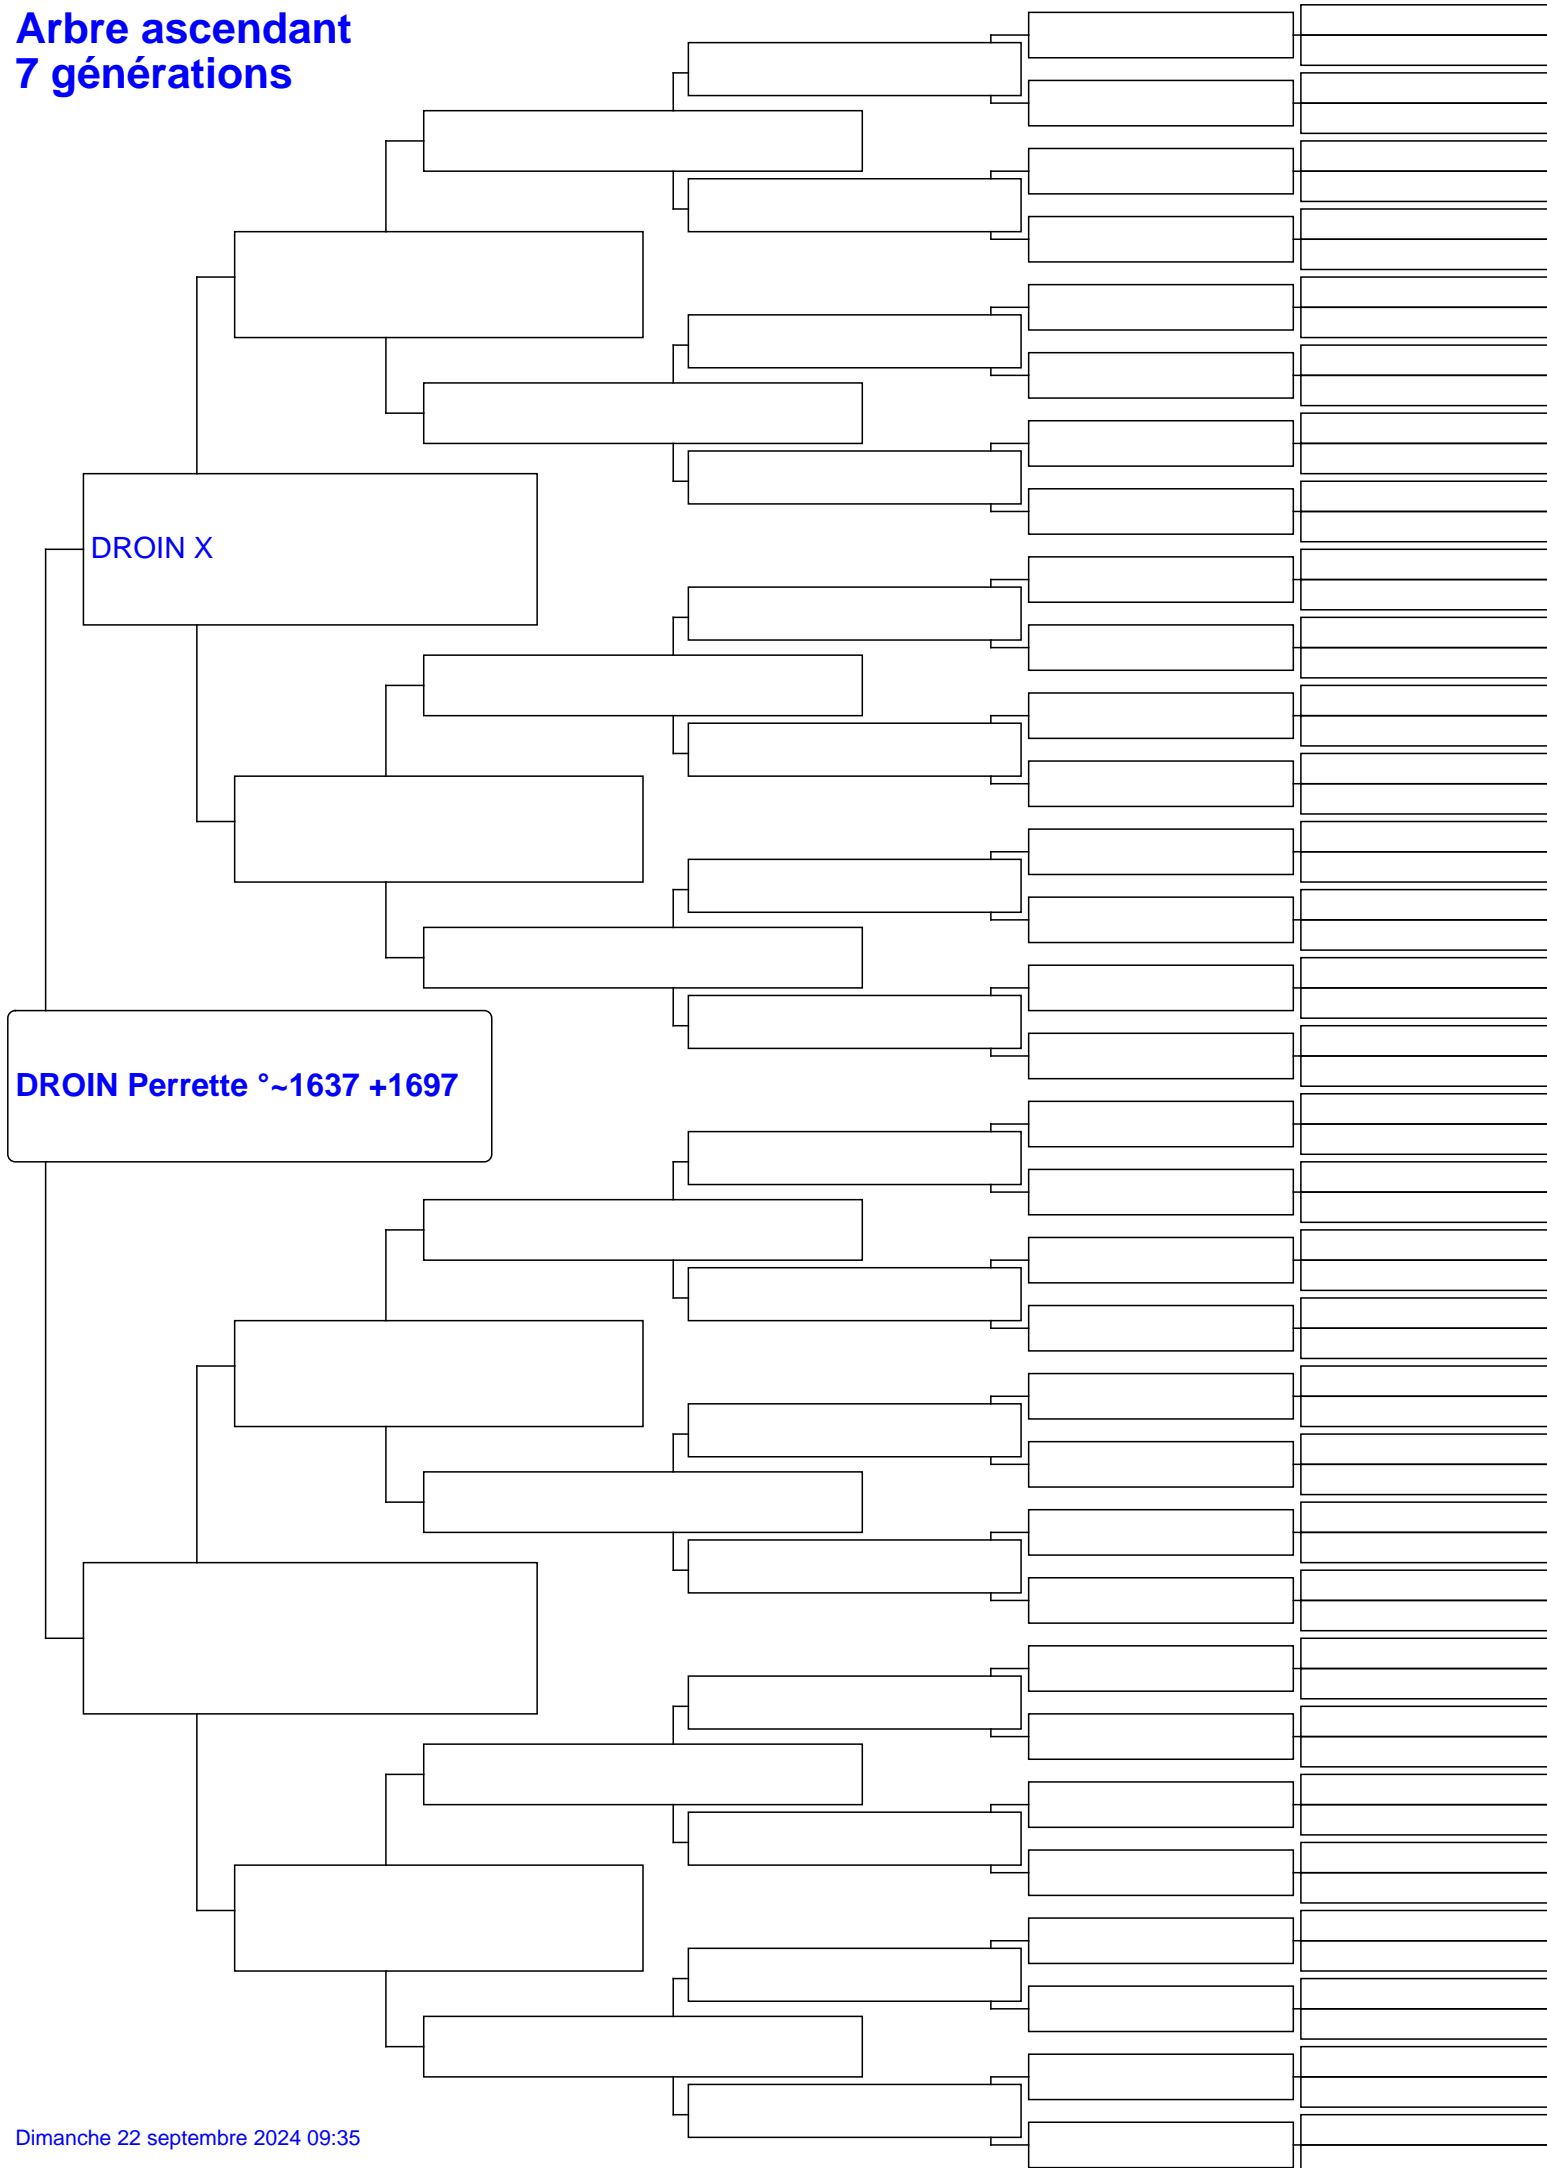 Arbre ascendant
7 générations
DROIN X
DROIN Perrette °~1637 +1697
Dimanche 22 septembre 2024 09:35